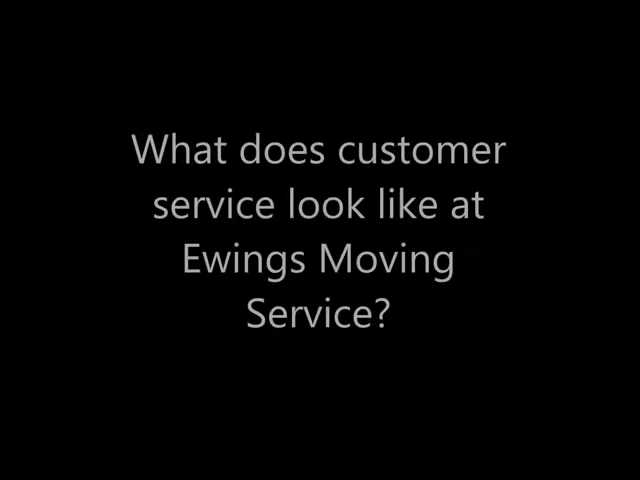 What does customer
service look like at
Ewings Moving
Service?